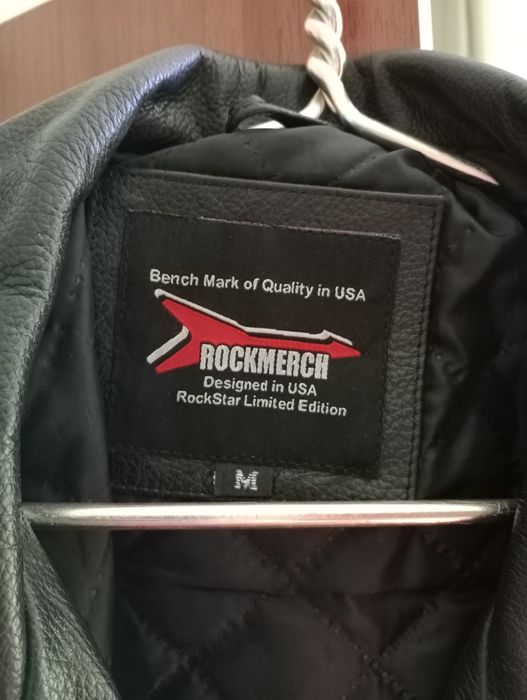 Bench Mark of Quality in USA
ROCKMERCH
Designed in USA
RockStar Limited Edition
M